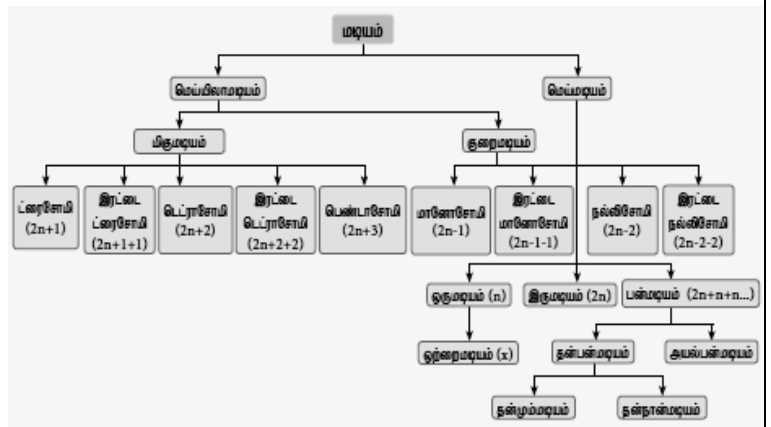 மடியம்
மெய்யிலாமடியம்
மெய்மடியம்
மிகுமடியம்
குறைமடியம்
ட்ரைசோமி
(2n+1)
இரட்டை
ட்ரைசோமி
(2n+1+1)
டெட்ராசோமி
(2n+2)
இரட்டை
டெட்ராசோமி
(2n+2+2)
பெண்டாசோமி
(2n+3)
மானோசோமி
(2n-1)
இரட்டை
மானோசோமி
(2n-1-1)
நல்லிசோமி
(2n-2)
இரட்டை
நல்லிசோமி
(2n-2-2)
ஒருமடியம் (n)
இருமடியம் (2n)
பன்மடியம் (2n+n+n...)
ஒற்றைமடியம் (x)
தன்பன்மடியம்
அயல்பன்மடியம்
தன்மும்மடியம்
தன்நான்மடியம்